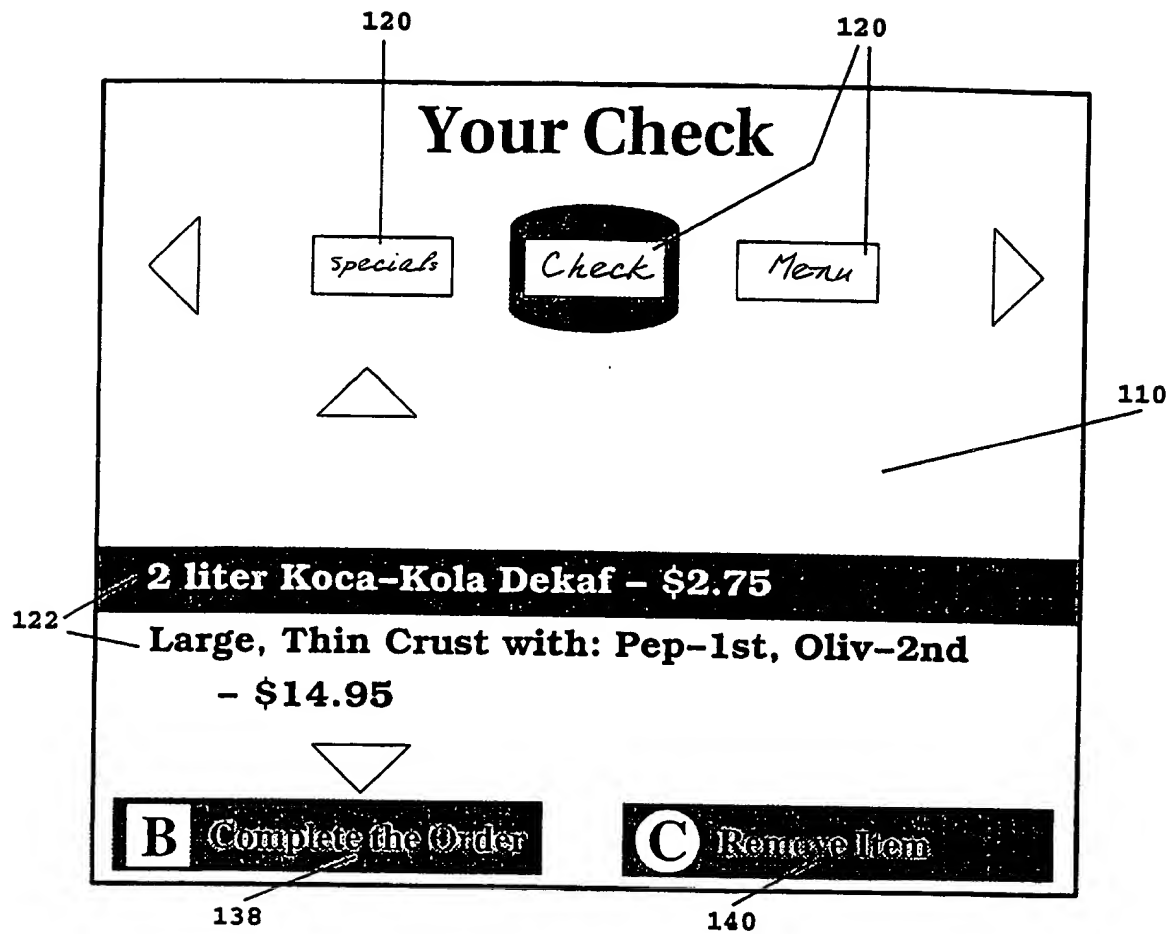 120 120
Your Check
specials Check Menu
110
2 liter Koca–Kola Dekaf – $2.75
122
Large, Thin Crust with: Pep–1st, Oliv–2nd
– $14.95
B Complete the Order C Remove Item
138 140